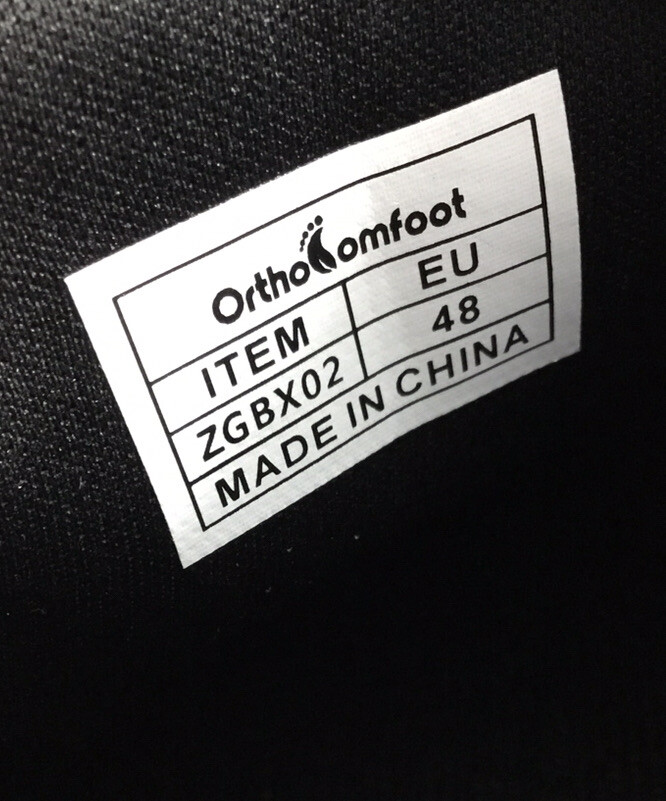 OrthoComfoot
ITEM EU
ZGBX02 48
MADE IN CHINA